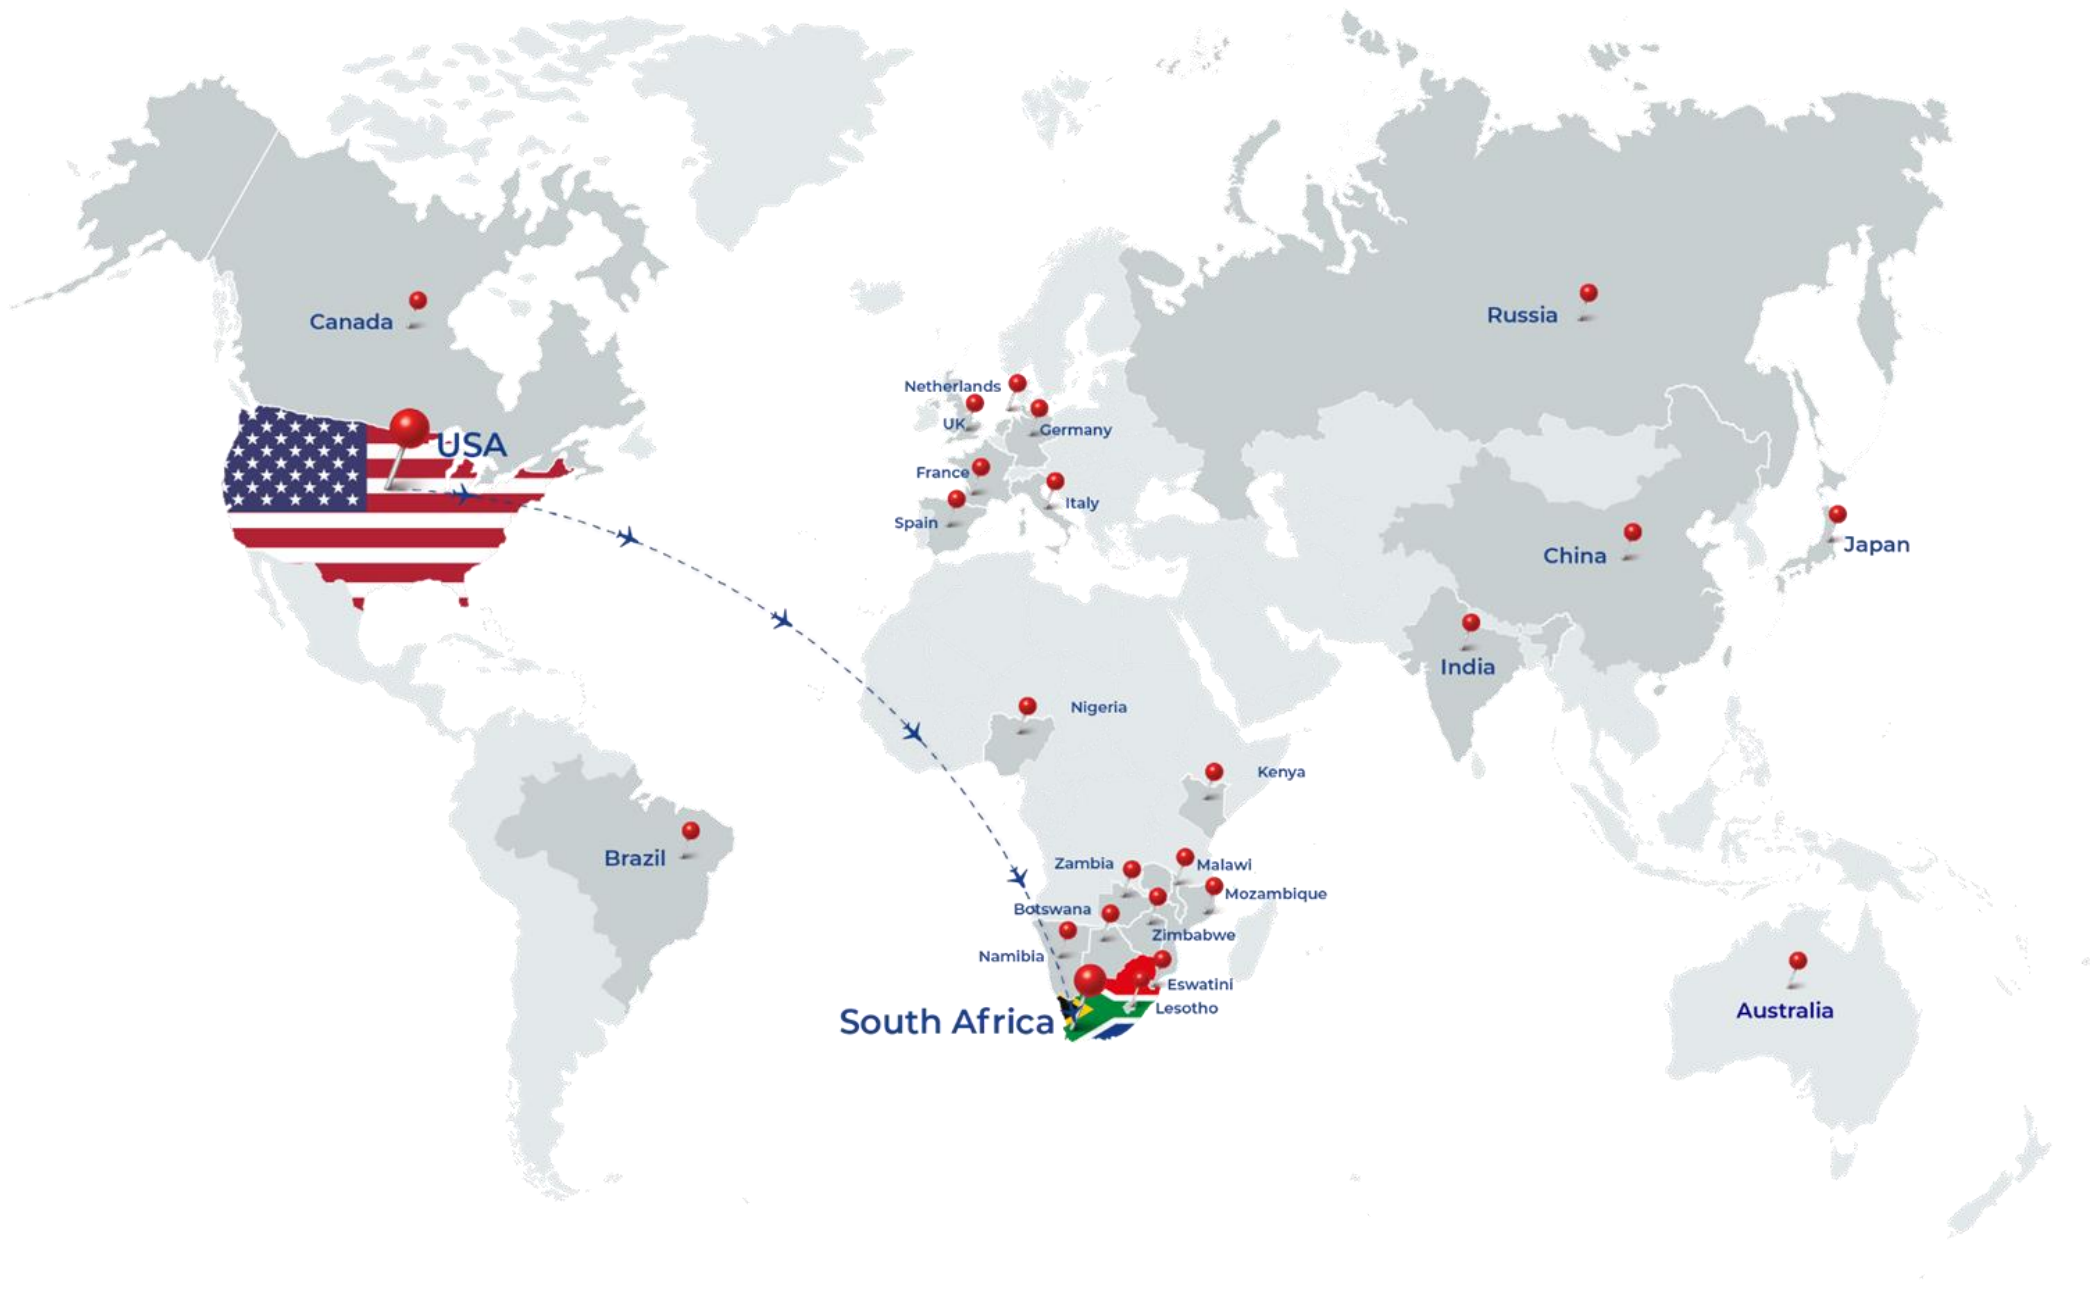 Canada
Russia
Netherlands
UK
Germany
USA
France
Italy
Spain
China
Japan
India
Nigeria
Kenya
Brazil
Zambia
Malawi
Mozambique
Botswana
Zimbabwe
Namibia
Eswatini
Lesotho
South Africa
Australia